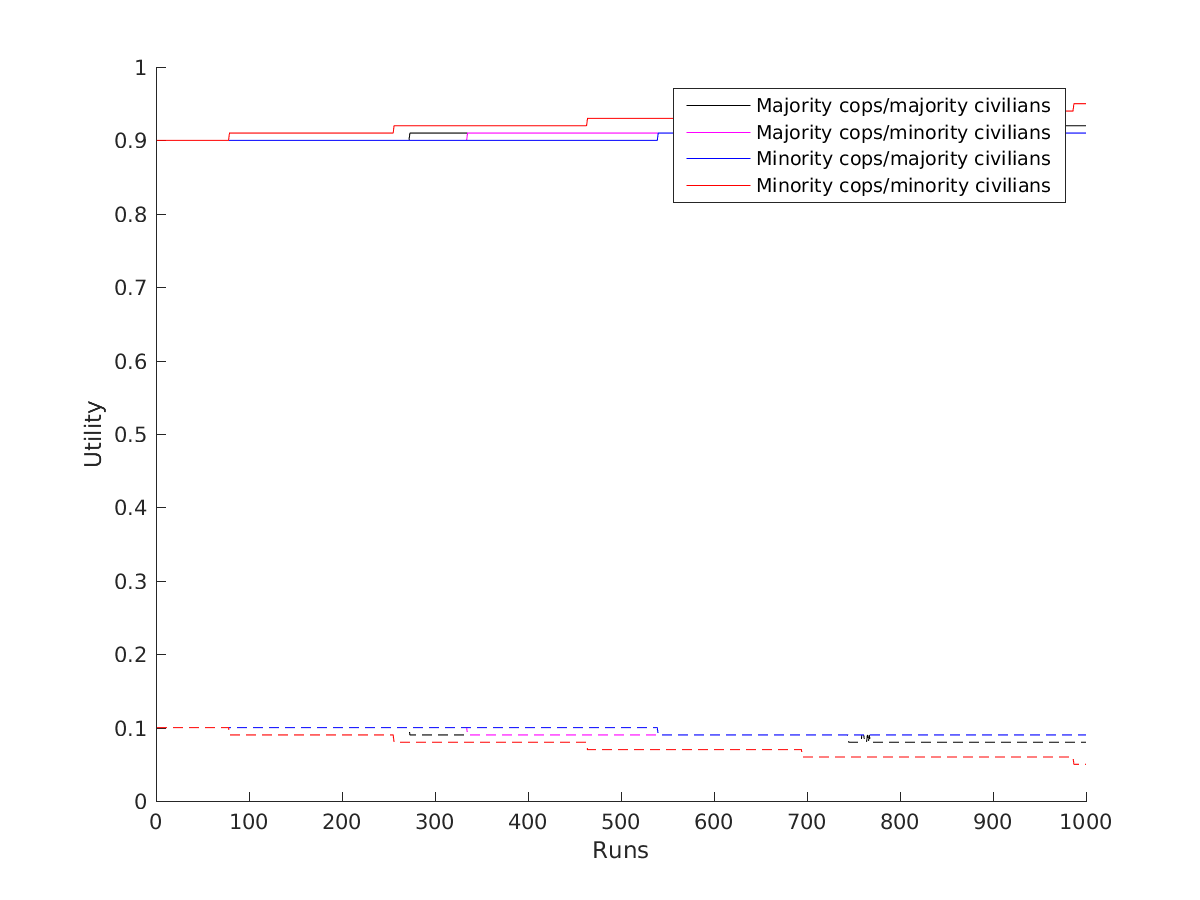 1
0.9
0.8
0.7
0.6
0.5
0.4
0.3
0.2
0.1
0
Utility
Majority cops/majority civilians
Majority cops/minority civilians
Minority cops/majority civilians
Minority cops/minority civilians
0 100 200 300 400 500 600 700 800 900 1000
Runs